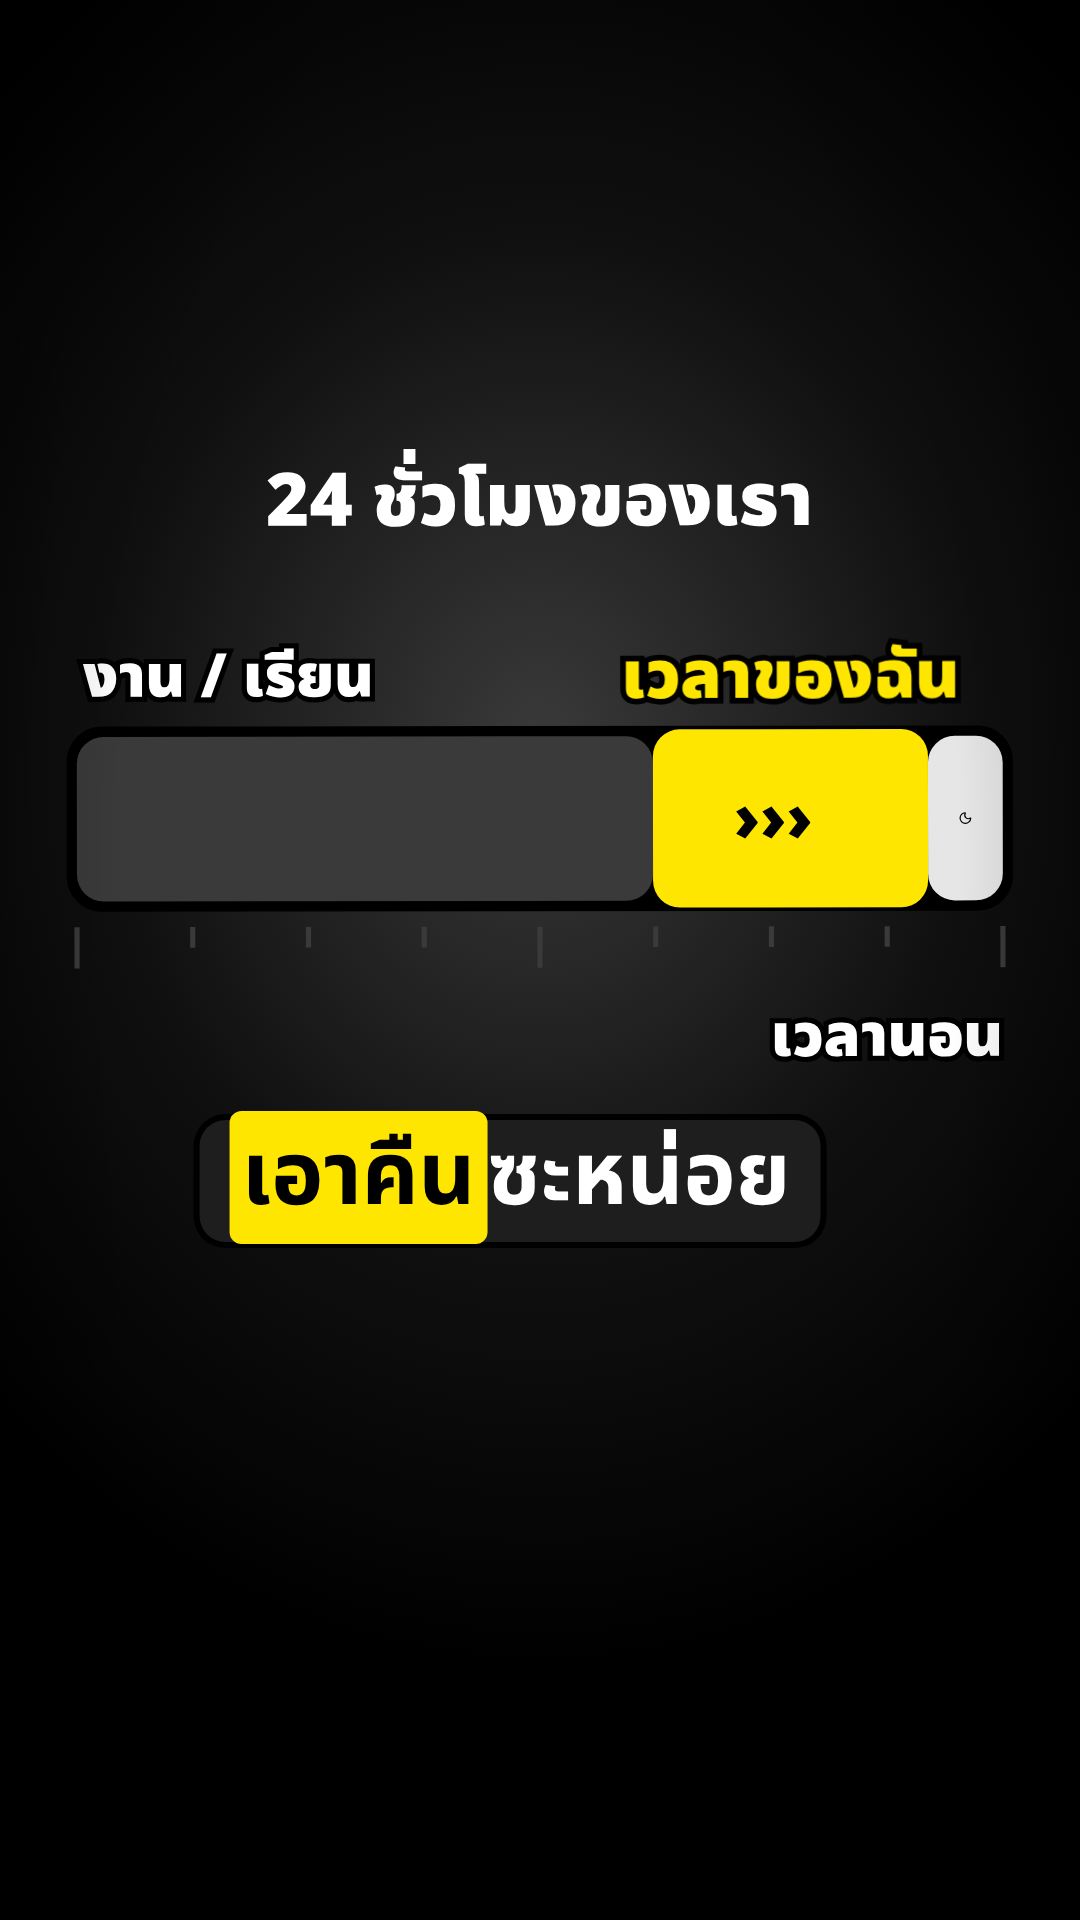 24 ชั่วโมงของเรา
งาน / เรียน
เวลาของฉัน
›››
เวลานอน
เอาคืนซะหน่อย